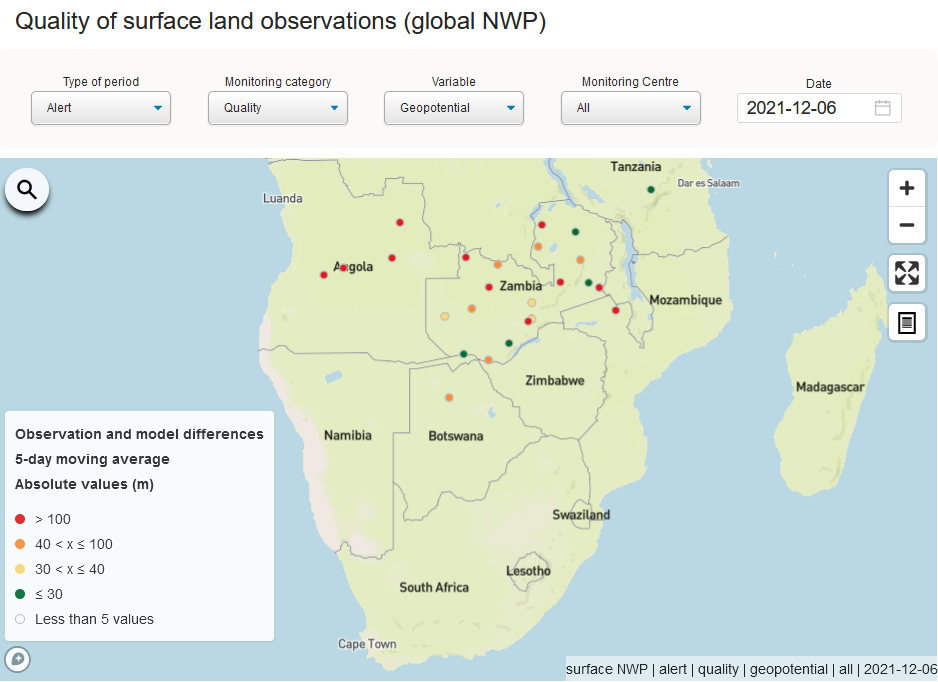 Quality of surface land observations (global NWP)
Type of period
Monitoring category
Variable
Monitoring Centre
Date
Alert
Quality
Geopotential
All
2021-12-06
Tanzania
Dar es Salaam
Luanda
Angola
Zambia
Mozambique
Zimbabwe
Madagascar
Namibia
Botswana
Swaziland
Lesotho
South Africa
Cape Town
+
−
Observation and model differences
5-day moving average
Absolute values (m)
> 100
40 < x ≤ 100
30 < x ≤ 40
≤ 30
Less than 5 values
surface NWP | alert | quality | geopotential | all | 2021-12-06